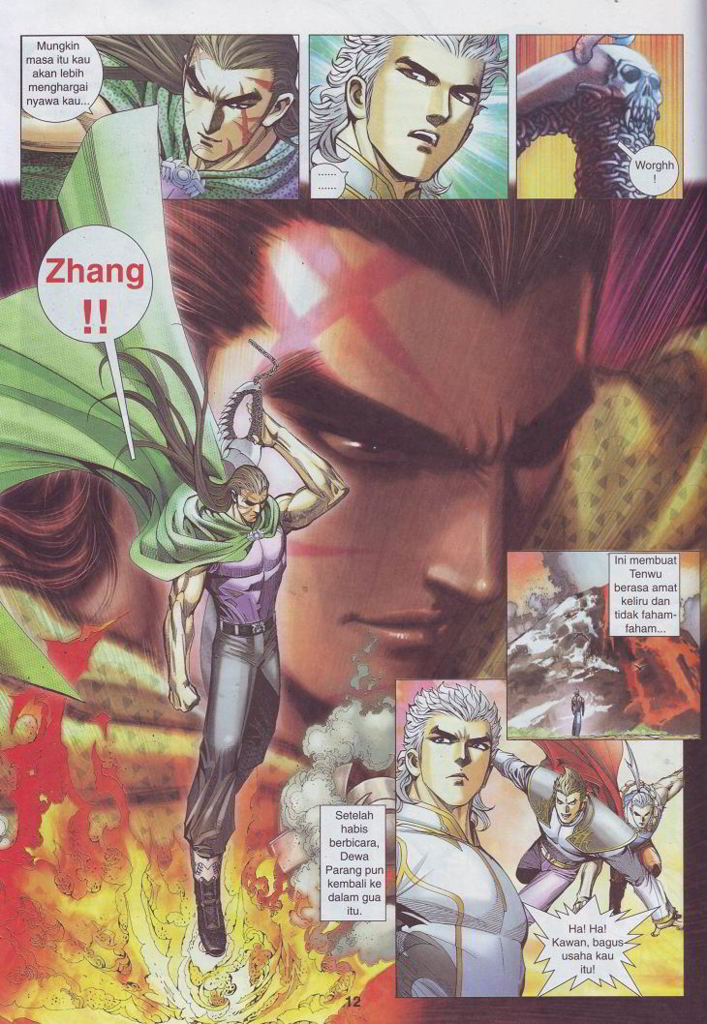 Mungkin
masa itu kau
akan lebih
menghargai
nyawa kau...
........
........
Worghh
!
Zhang
!!
Ini membuat
Tenwu
berasa amat
keliru dan
tidak faham-
faham...
Setelah
habis
berbicara,
Dewa
Parang pun
kembali ke
dalam gua
itu.
Ha! Ha!
Kawan, bagus
usaha kau
itu!
12